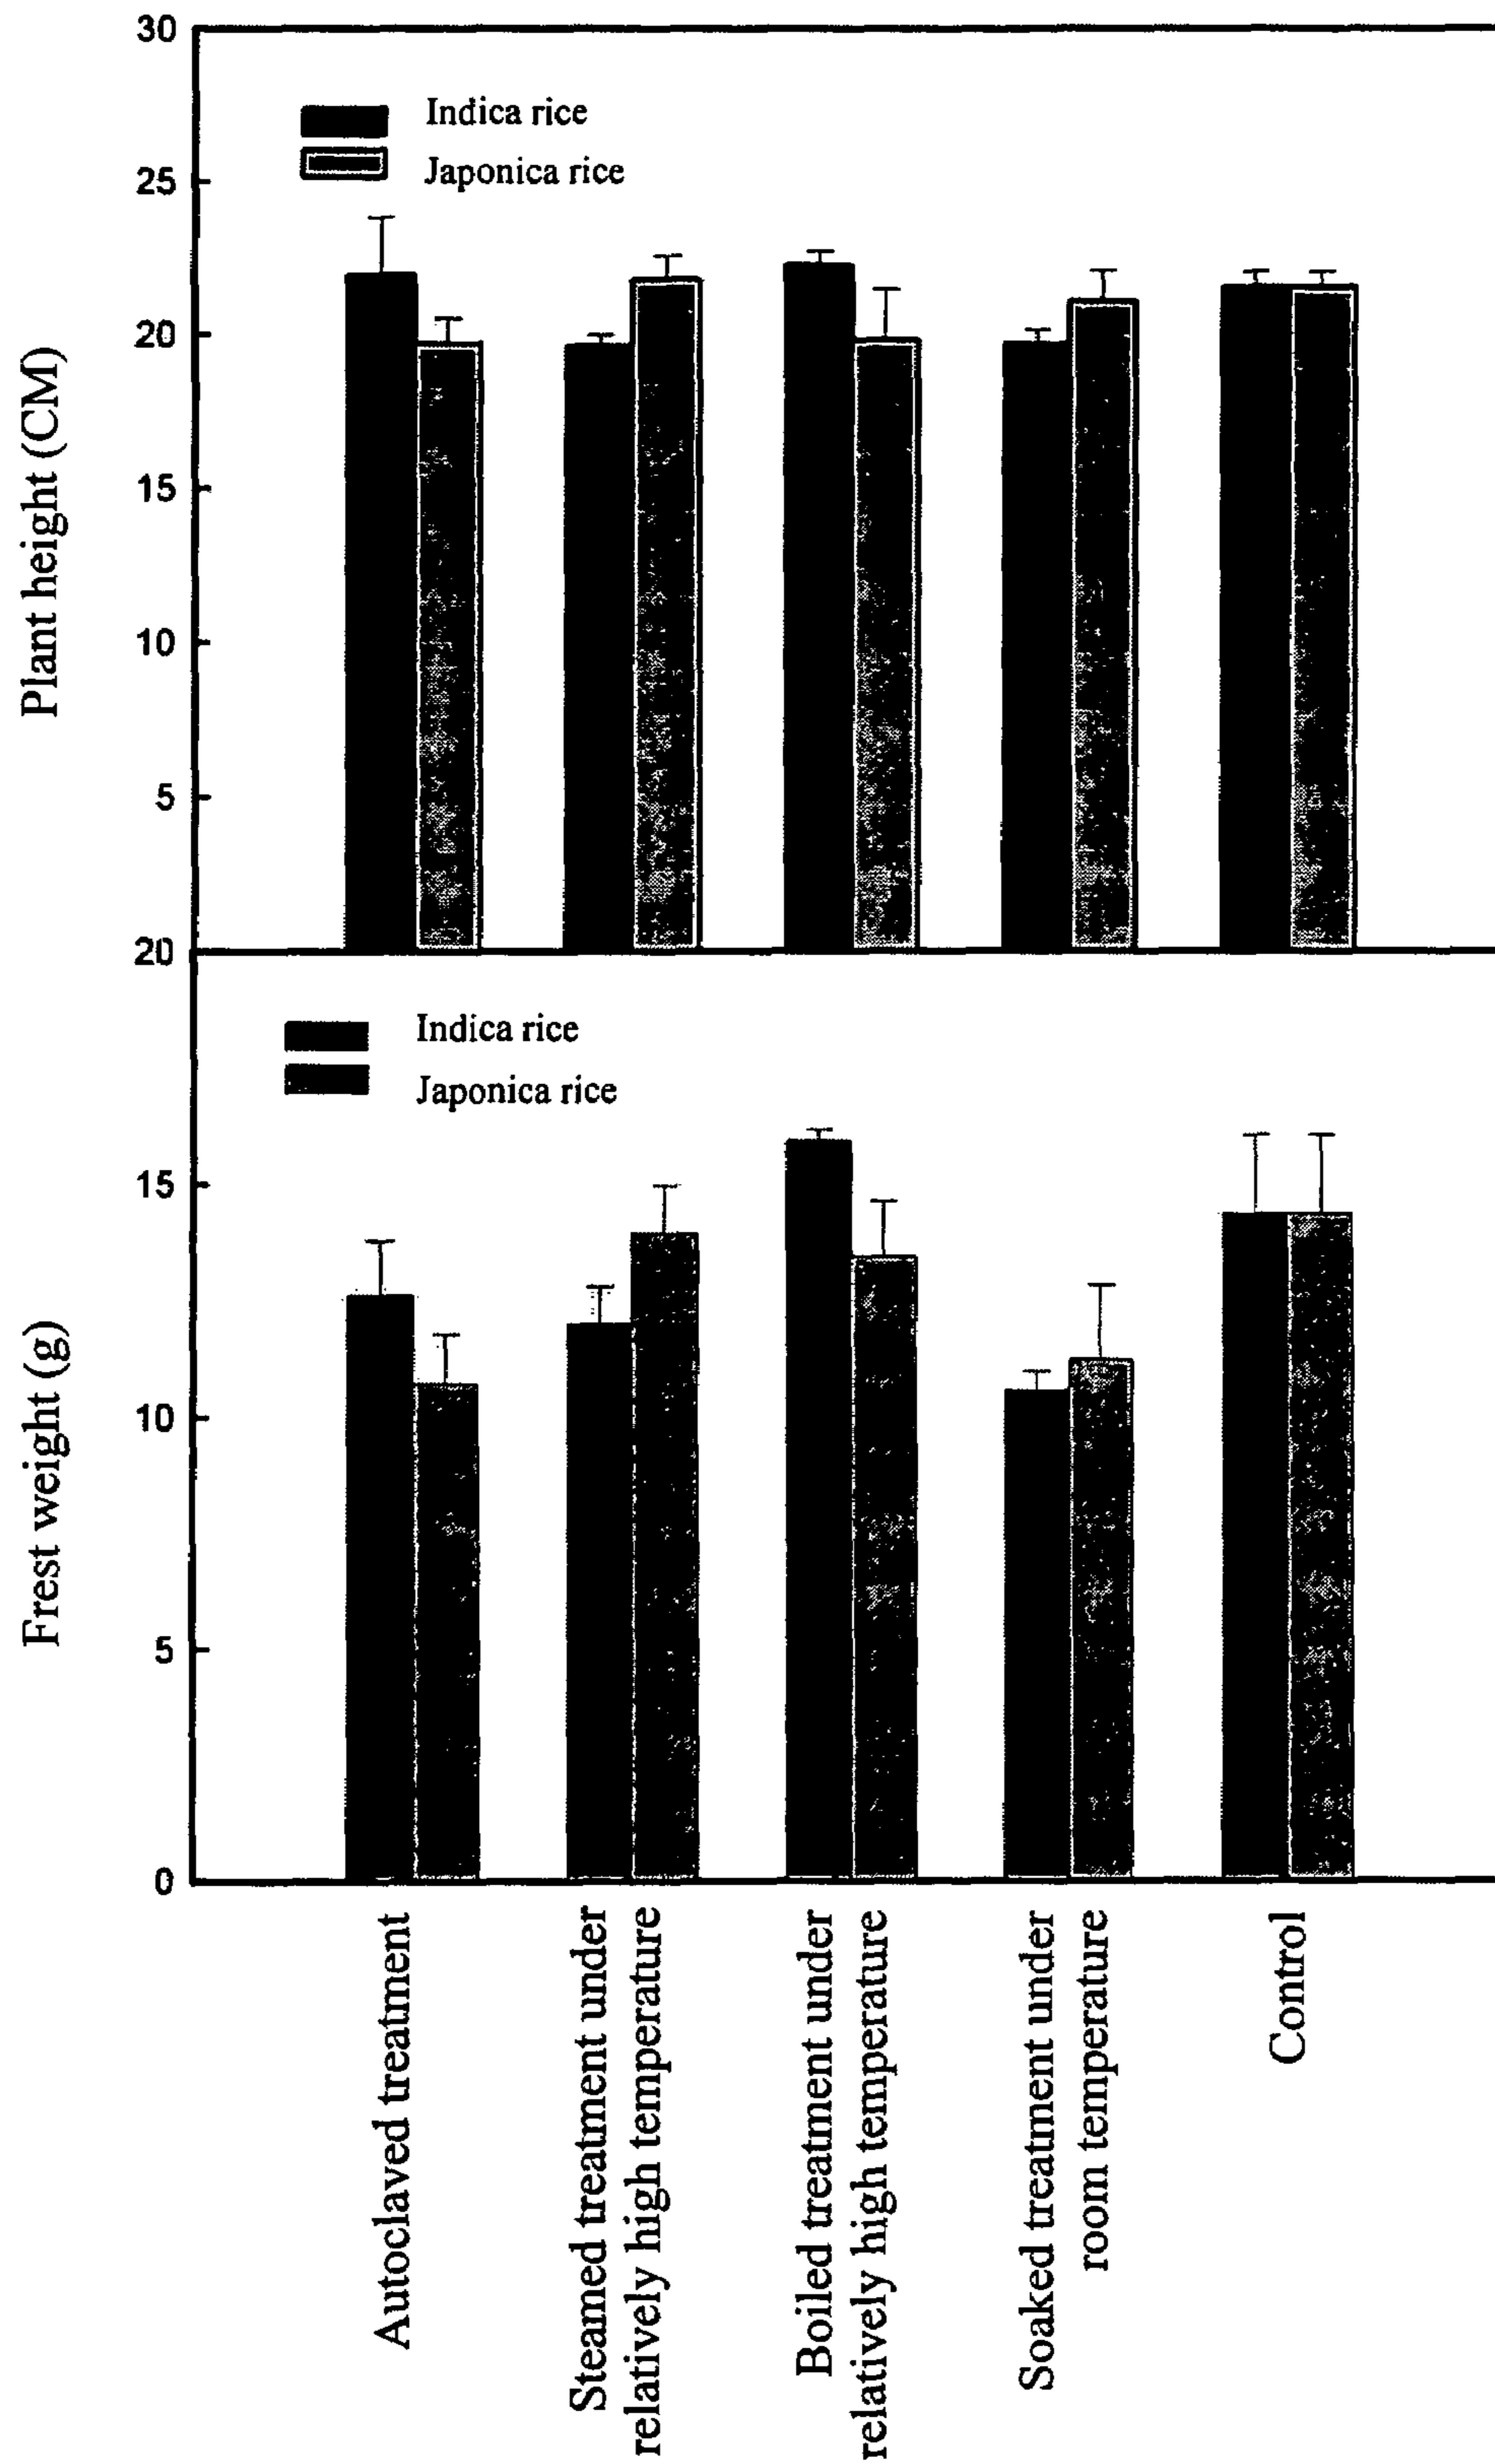 30
Indica rice
Japonica rice
25
20
15
10
5
Plant height (CM)
20
Indica rice
Japonica rice
15
10
5
0
Frest weight (g)
Autoclaved treatment
Steamed treatment under
relatively high temperature
Boiled treatment under
relatively high temperature
Soaked treatment under
room temperature
Control